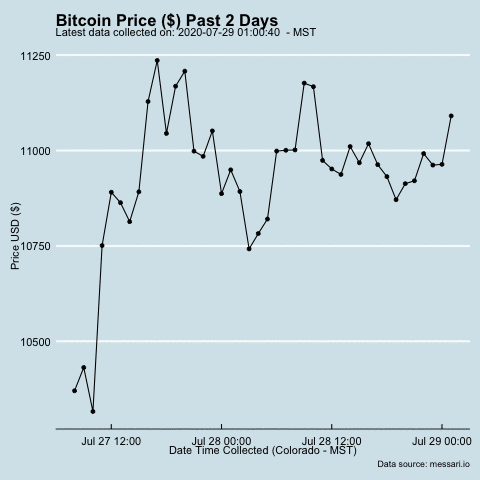 Bitcoin Price ($) Past 2 Days
Latest data collected on: 2020-07-29 01:00:40 - MST
11250
11000
10750
10500
Price USD ($)
Jul 27 12:00 Jul 28 00:00 Jul 28 12:00 Jul 29 00:00
Date Time Collected (Colorado - MST)
Data source: messari.io